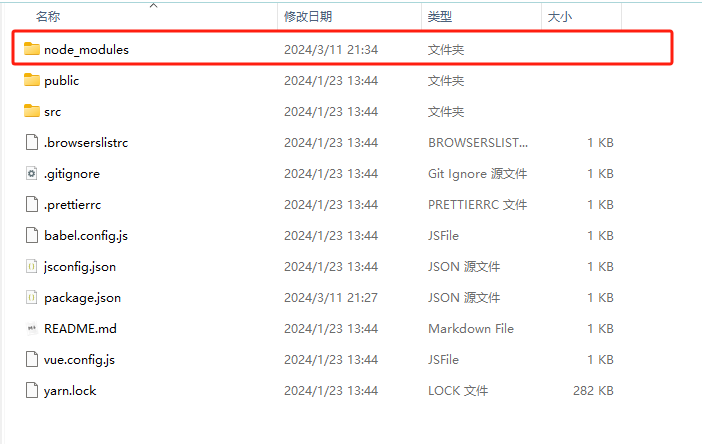 名称 修改日期 类型 大小
node_modules 2024/3/11 21:34 文件夹
public 2024/1/23 13:44 文件夹
src 2024/1/23 13:44 文件夹
.browserslistrc 2024/1/23 13:44 BROWSERSLIST... 1 KB
.gitignore 2024/1/23 13:44 Git Ignore 源文件 1 KB
.prettierrc 2024/1/23 13:44 PRETTIERRC 文件 1 KB
babel.config.js 2024/1/23 13:44 JSFile 1 KB
jsconfig.json 2024/1/23 13:44 JSON 源文件 1 KB
package.json 2024/3/11 21:27 JSON 源文件 1 KB
README.md 2024/1/23 13:44 Markdown File 1 KB
vue.config.js 2024/1/23 13:44 JSFile 1 KB
yarn.lock 2024/1/23 13:44 LOCK 文件 282 KB